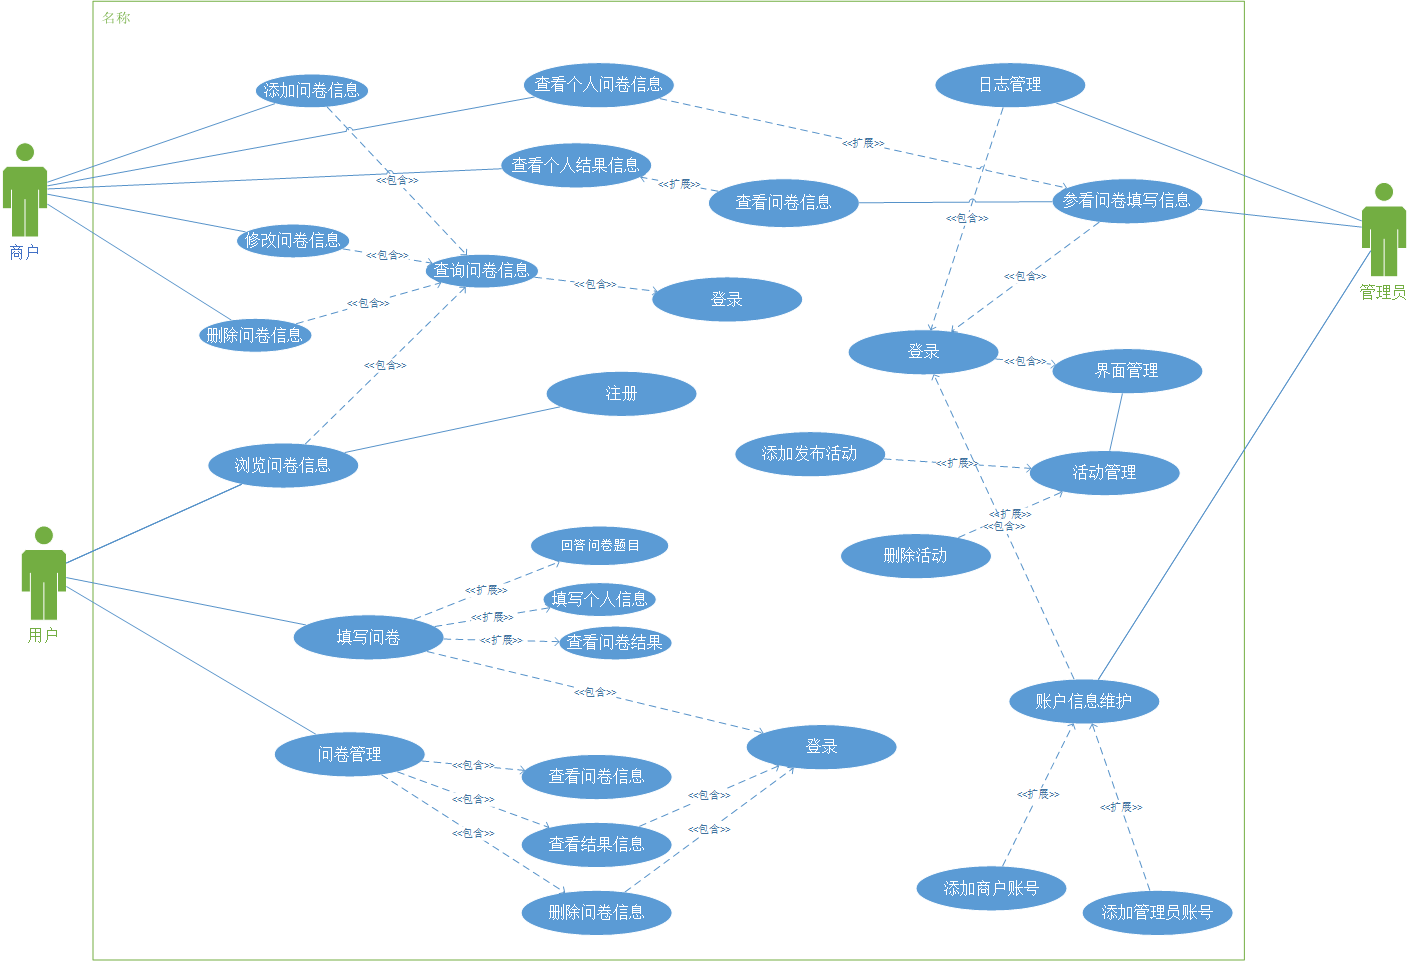 名称
添加问卷信息
查看个人问卷信息
日志管理
<<扩展>>
商户
查看个人结果信息
<<包含>>
<<扩展>>
查看问卷信息
参看问卷填写信息
<<包含>>
管理员
修改问卷信息
<<包含>>
查询问卷信息
<<包含>>
登录
<<包含>>
<<包含>>
删除问卷信息
登录
<<包含>>
界面管理
<<包含>>
注册
浏览问卷信息
添加发布活动
<<扩展>>
活动管理
<<扩展>>
<<包含>>
删除活动
用户
回答问卷题目
<<扩展>>
填写个人信息
<<扩展>>
填写问卷
<<扩展>>
查看问卷结果
<<包含>>
账户信息维护
问卷管理
登录
<<包含>>
查看问卷信息
<<包含>>
<<包含>>
<<扩展>>
<<扩展>>
<<包含>>
<<包含>>
查看结果信息
添加商户账号
删除问卷信息
添加管理员账号